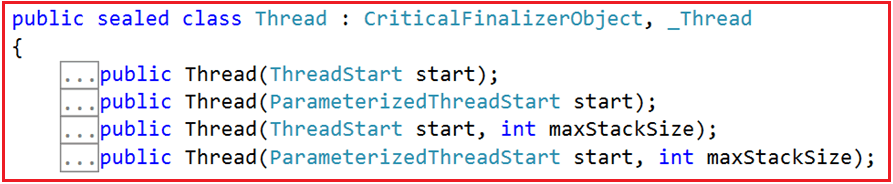 public sealed class Thread : CriticalFinalizerObject, _Thread
{
...public Thread(ThreadStart start);
...public Thread(ParameterizedThreadStart start);
...public Thread(ThreadStart start, int maxStackSize);
...public Thread(ParameterizedThreadStart start, int maxStackSize);